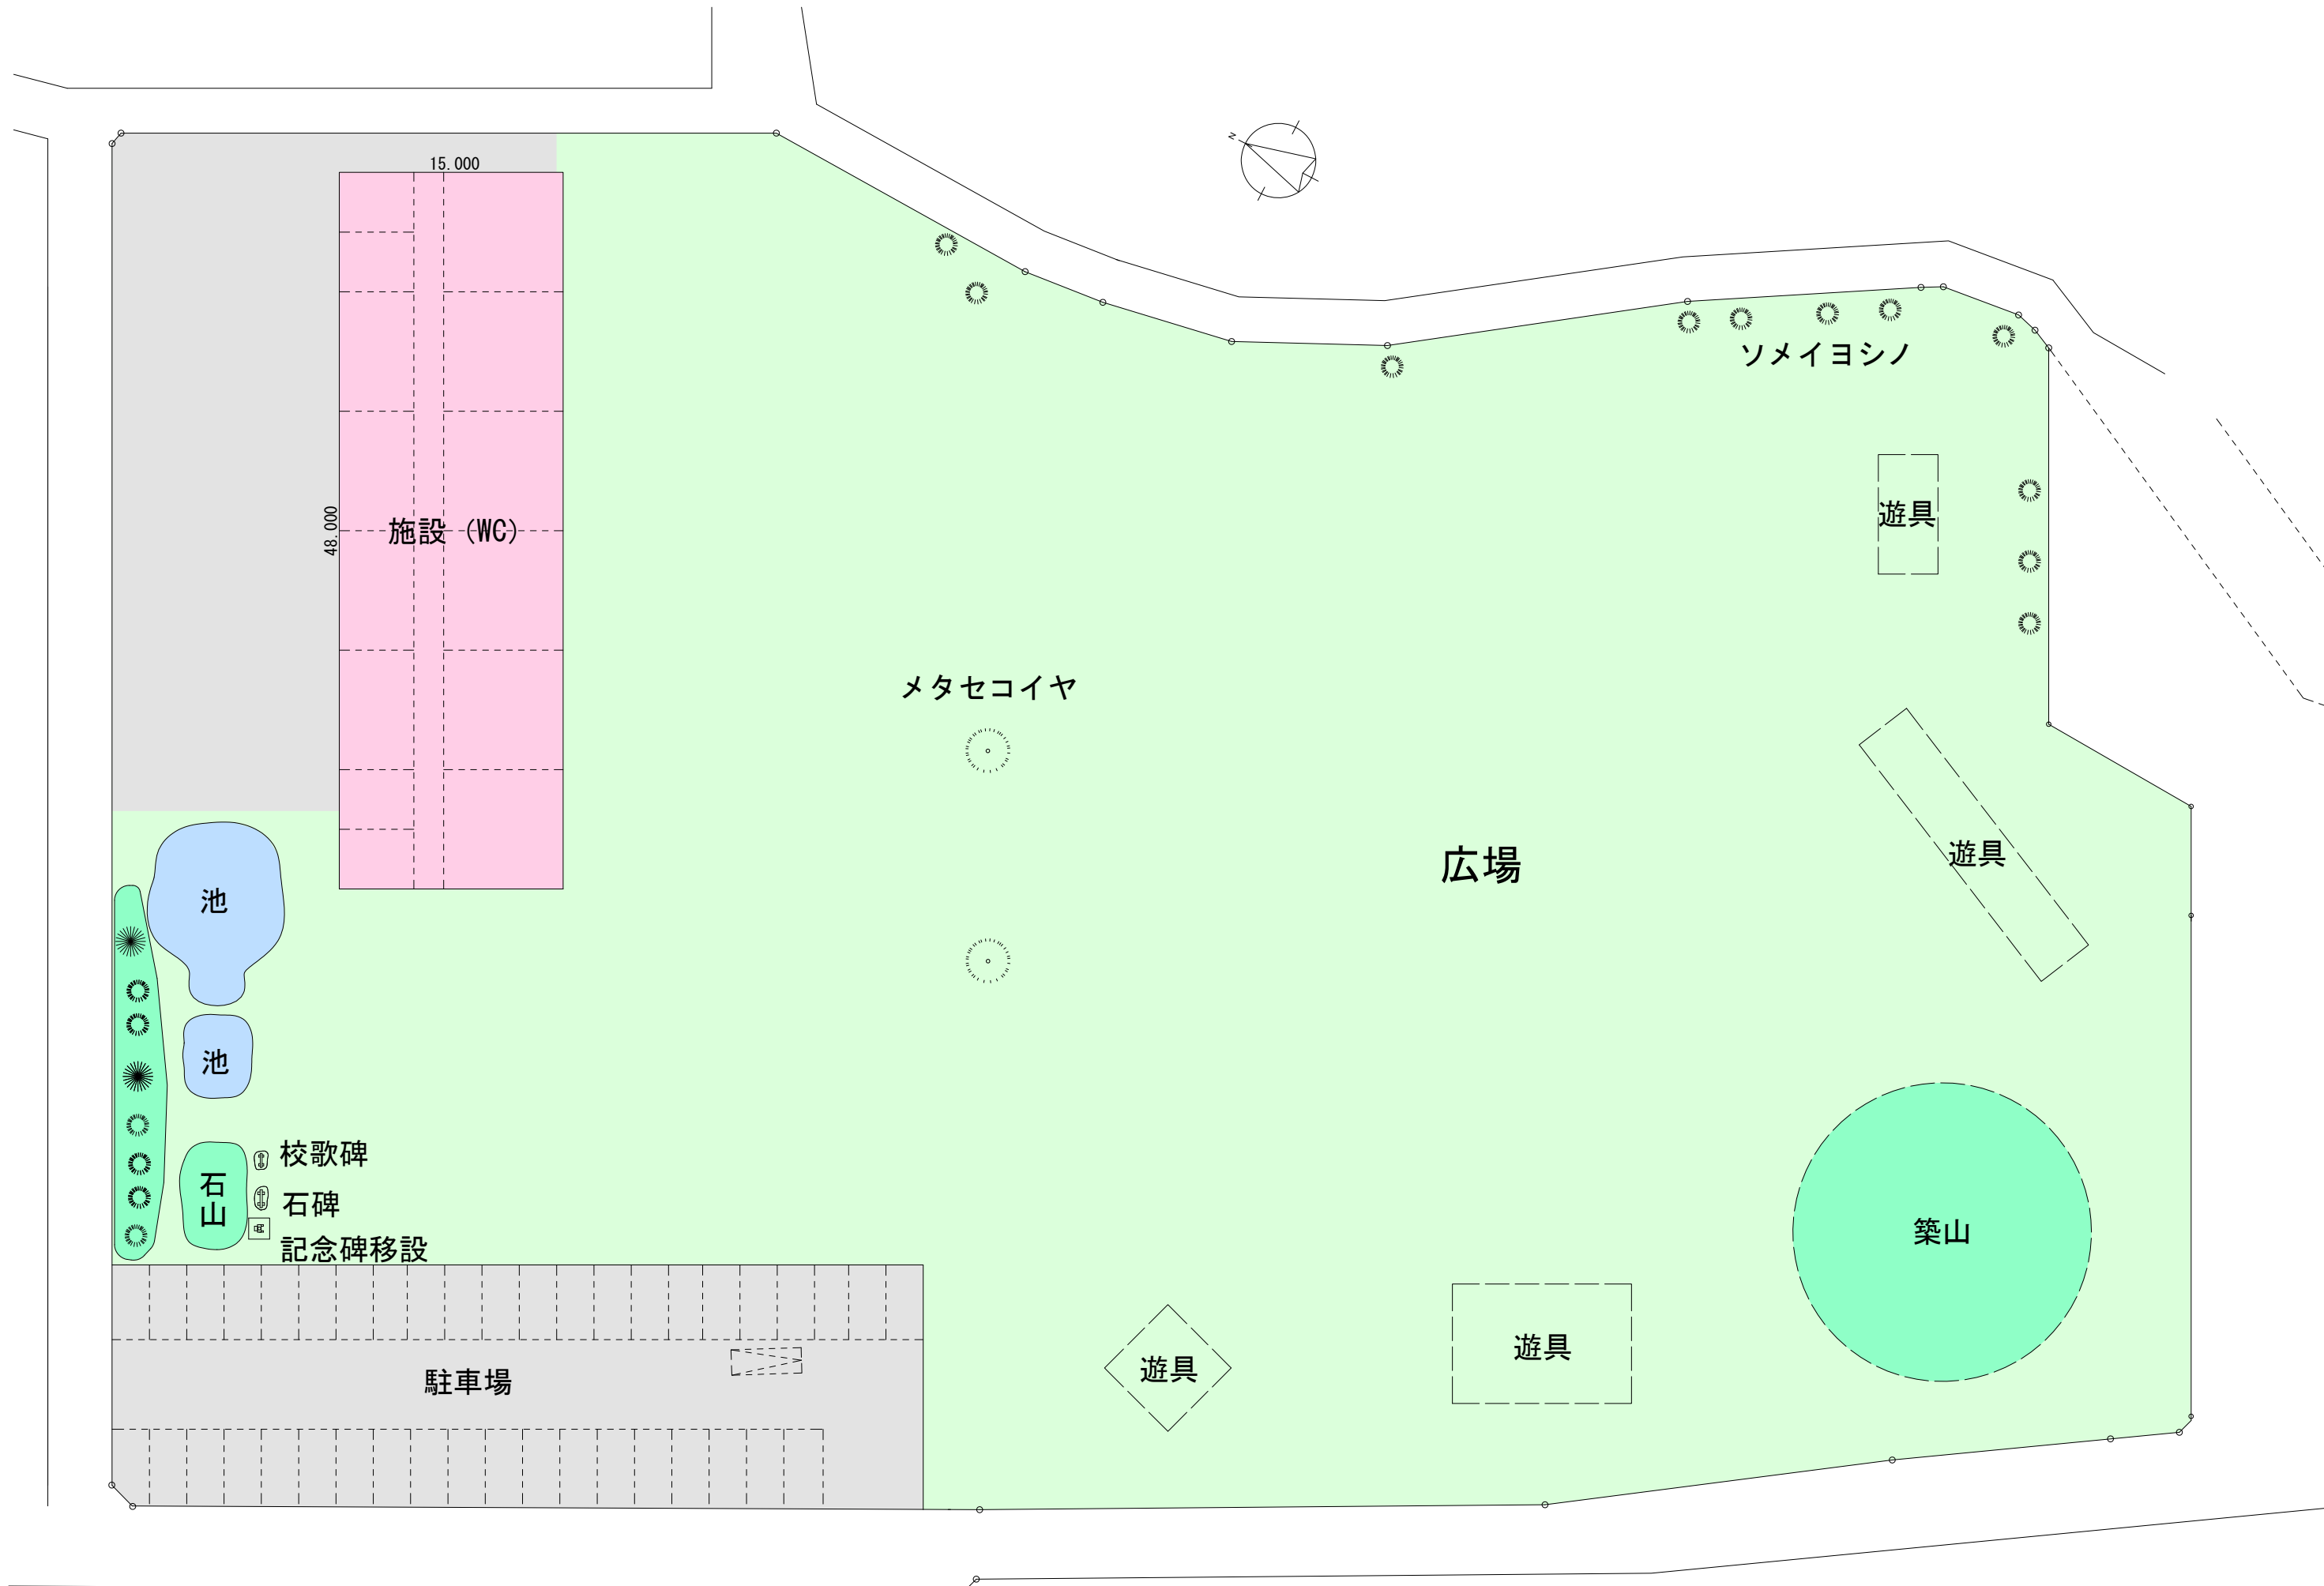 N
15.000
48.000
施設 (WC)
ソメイヨシノ
遊具
メタセコイヤ
広場
遊具
池
池
校歌碑
石山
石碑
記念碑移設
築山
駐車場
遊具
遊具